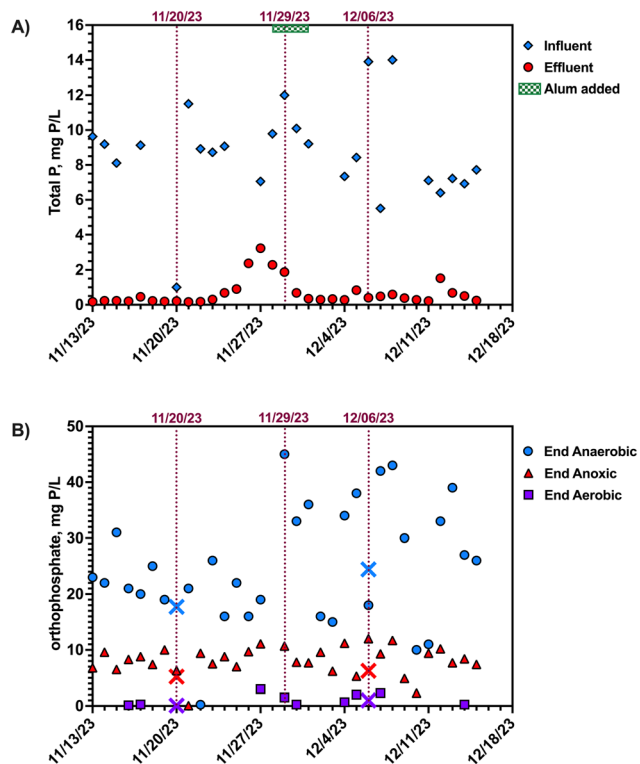 A)
11/20/23 11/29/23 12/06/23
16
14
12
10
8
6
4
2
0
Total P, mg P/L
11/13/23 11/20/23 11/27/23 12/4/23 12/11/23 12/18/23
Influent
Effluent
Alum added
B)
11/20/23 11/29/23 12/06/23
50
40
30
20
10
0
orthophosphate, mg P/L
11/13/23 11/20/23 11/27/23 12/4/23 12/11/23 12/18/23
End Anaerobic
End Anoxic
End Aerobic